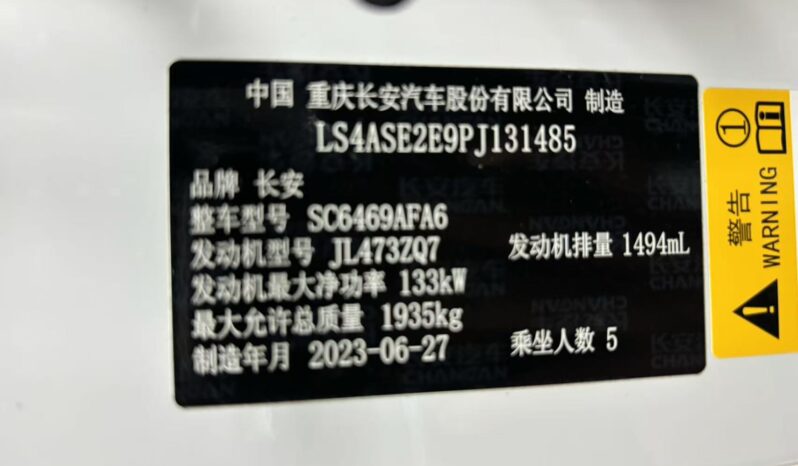 中国 重庆长安汽车股份有限公司 制造
LS4ASE2E9PJ131485
品牌 长安
整车型号 SC6469AFA6
发动机型号 JL473ZQ7 发动机排量 1494mL
发动机最大净功率 133kW
最大允许总质量 1935kg
制造年月 2023-06-27 乘坐人数 5
1 i
警告
WARNING